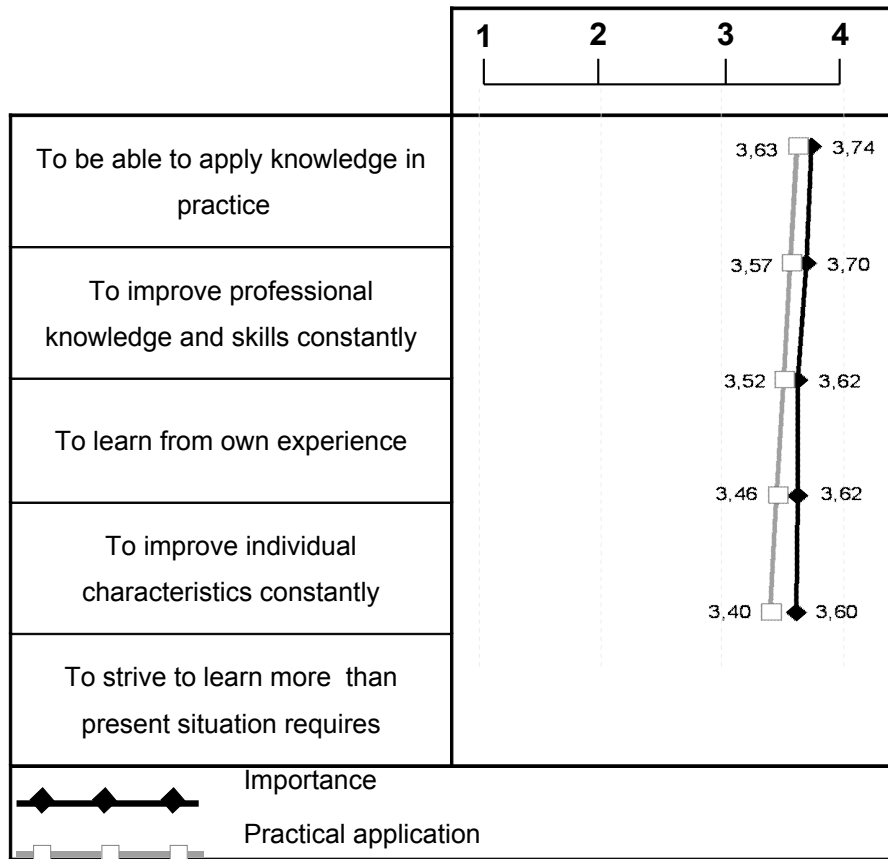 1 2 3 4
To be able to apply knowledge in
practice
3,63 3,74
To improve professional
knowledge and skills constantly
3,57 3,70
To learn from own experience
3,52 3,62
To improve individual
characteristics constantly
3,46 3,62
To strive to learn more than
present situation requires
3,40 3,60
Importance
Practical application